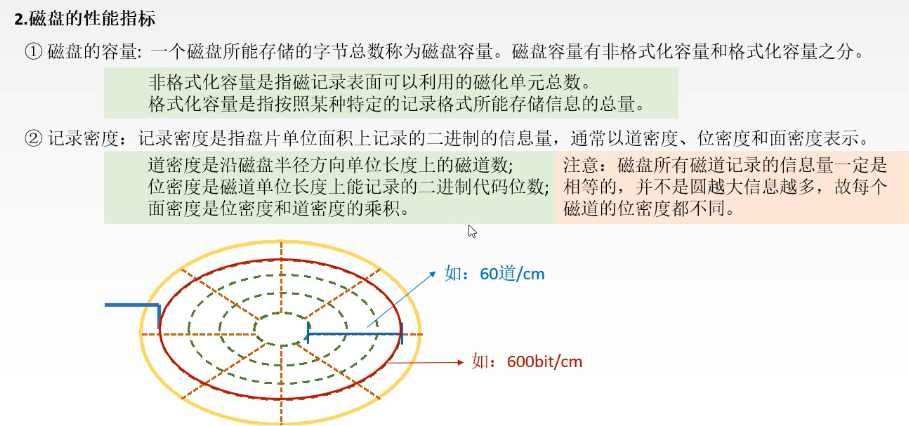 2.磁盘的性能指标
① 磁盘的容量: 一个磁盘所能存储的字节总数称为磁盘容量。磁盘容量有非格式化容量和格式化容量之分。
非格式化容量是指磁记录表面可以利用的磁化单元总数。
格式化容量是指按照某种特定的记录格式所能存储信息的总量。
② 记录密度：记录密度是指盘片单位面积上记录的二进制的信息量，通常以道密度、位密度和面密度表示。
道密度是沿磁盘半径方向单位长度上的磁道数;
位密度是磁道单位长度上能记录的二进制代码位数;
面密度是位密度和道密度的乘积。
注意：磁盘所有磁道记录的信息量一定是
相等的，并不是圆越大信息越多，故每个
磁道的位密度都不同。
如：60道/cm
如：600bit/cm